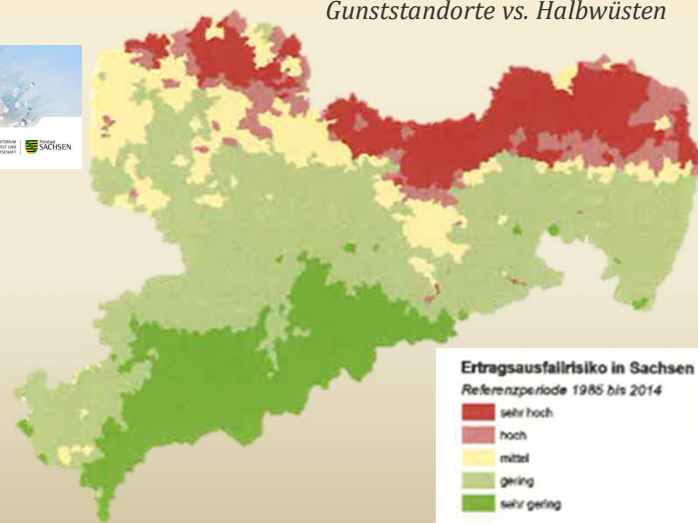 Gunststandorte vs. Halbwüsten
SACHSEN
Ertragsausfallrisiko in Sachsen
Referenzperiode 1985 bis 2014
sehr hoch
hoch
mittel
gering
sehr gering